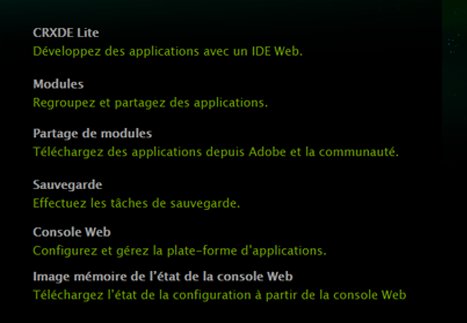 CRXDE Lite
Développez des applications avec un IDE Web.
Modules
Regroupez et partagez des applications.
Partage de modules
Téléchargez des applications depuis Adobe et la communauté.
Sauvegarde
Effectuez les tâches de sauvegarde.
Console Web
Configurez et gérez la plate-forme d'applications.
Image mémoire de l'état de la console Web
Téléchargez l'état de la configuration à partir de la console Web